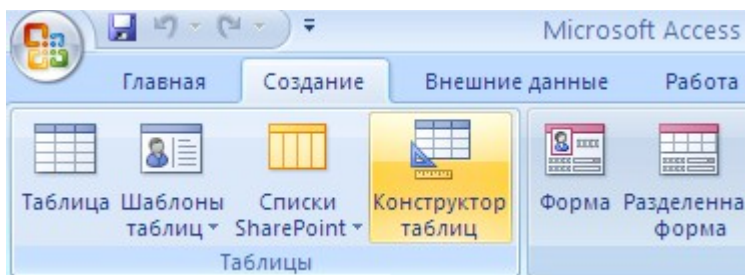 Microsoft Access
Главная Создание Внешние данные Работа
Таблица Шаблоны таблиц Списки SharePoint Конструктор таблиц Форма Разделенна форма
Таблицы